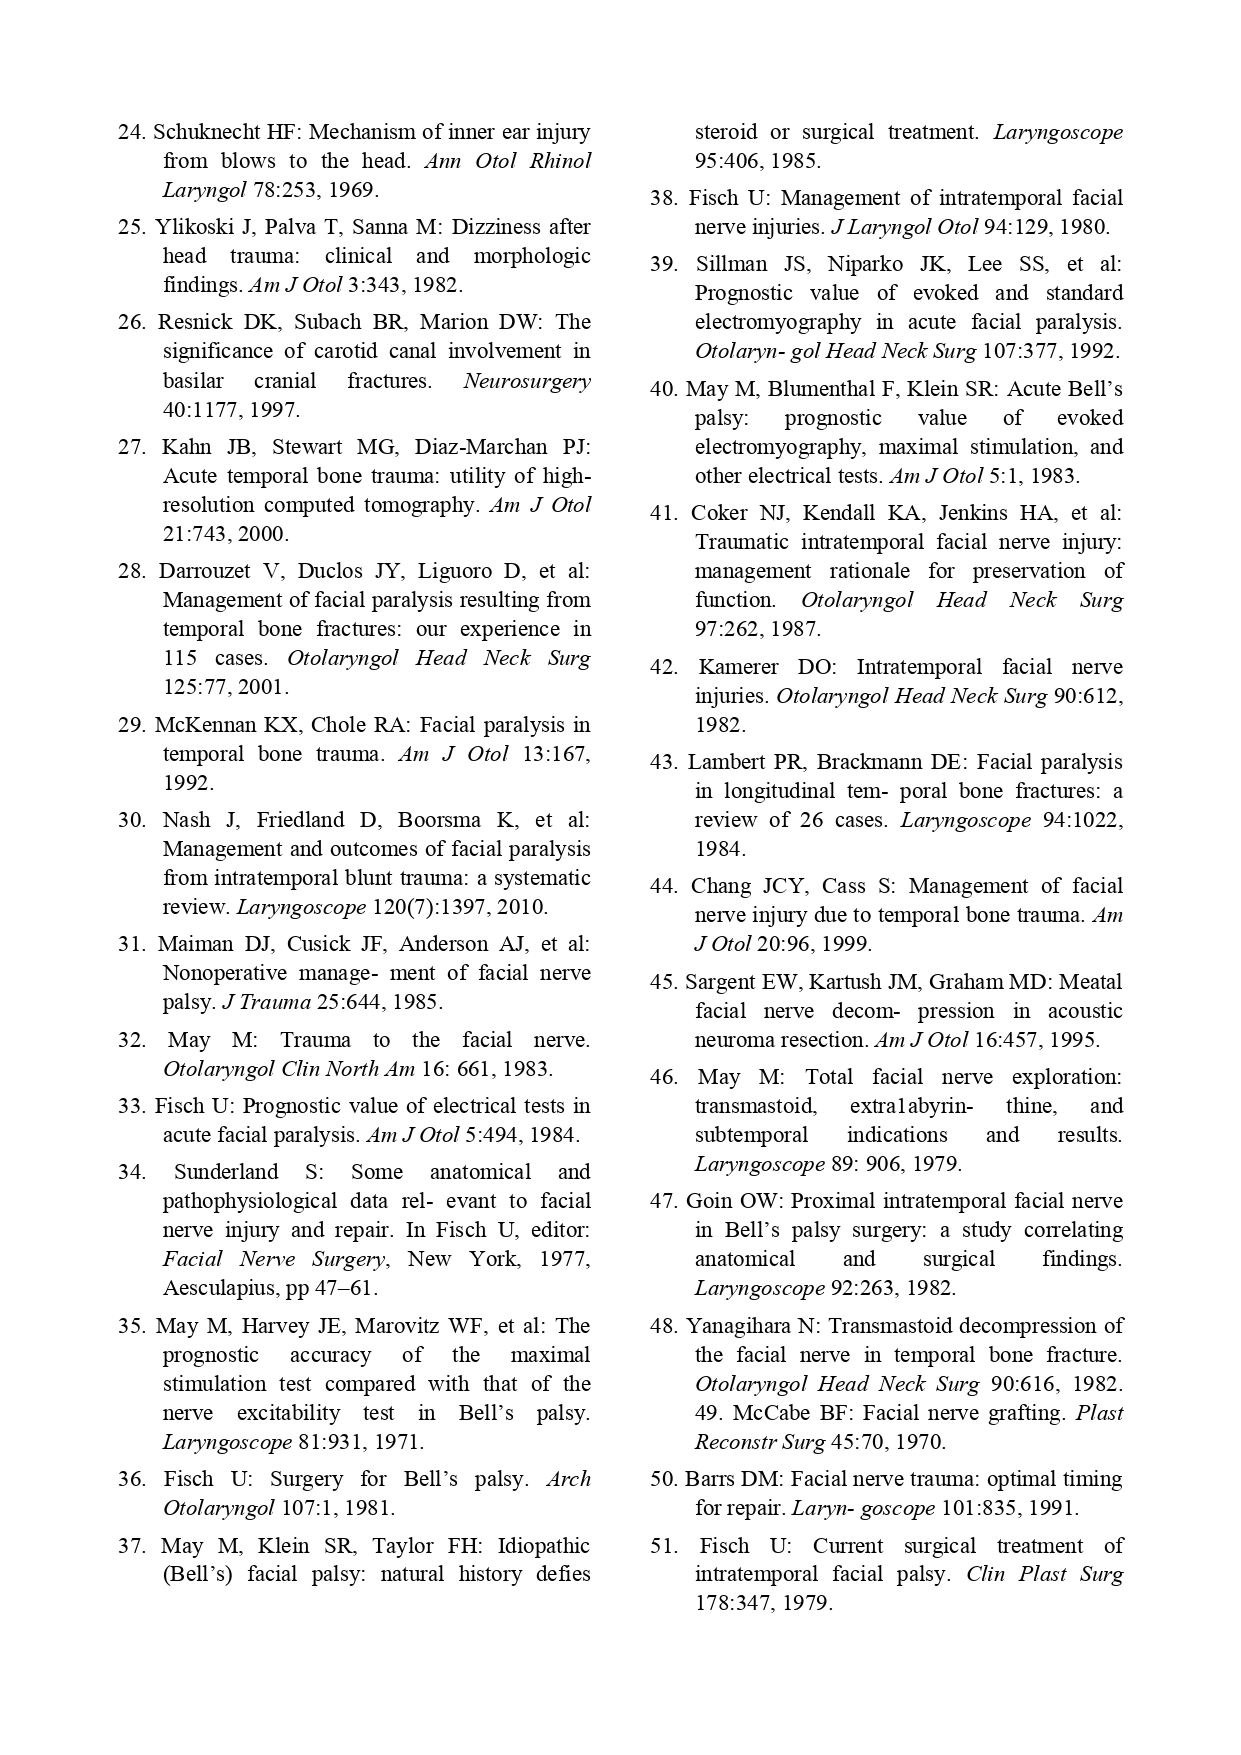 24. Schuknecht HF: Mechanism of inner ear injury
from blows to the head. Ann Otol Rhinol
Laryngol 78:253, 1969.
25. Ylikoski J, Palva T, Sanna M: Dizziness after
head trauma: clinical and morphologic
findings. Am J Otol 3:343, 1982.
26. Resnick DK, Subach BR, Marion DW: The
significance of carotid canal involvement in
basilar cranial fractures. Neurosurgery
40:1177, 1997.
27. Kahn JB, Stewart MG, Diaz-Marchan PJ:
Acute temporal bone trauma: utility of high-
resolution computed tomography. Am J Otol
21:743, 2000.
28. Darrouzet V, Duclos JY, Liguoro D, et al:
Management of facial paralysis resulting from
temporal bone fractures: our experience in
115 cases. Otolaryngol Head Neck Surg
125:77, 2001.
29. McKennan KX, Chole RA: Facial paralysis in
temporal bone trauma. Am J Otol 13:167,
1992.
30. Nash J, Friedland D, Boorsma K, et al:
Management and outcomes of facial paralysis
from intratemporal blunt trauma: a systematic
review. Laryngoscope 120(7):1397, 2010.
31. Maiman DJ, Cusick JF, Anderson AJ, et al:
Nonoperative manage- ment of facial nerve
palsy. J Trauma 25:644, 1985.
32. May M: Trauma to the facial nerve.
Otolaryngol Clin North Am 16: 661, 1983.
33. Fisch U: Prognostic value of electrical tests in
acute facial paralysis. Am J Otol 5:494, 1984.
34. Sunderland S: Some anatomical and
pathophysiological data rel- evant to facial
nerve injury and repair. In Fisch U, editor:
Facial Nerve Surgery, New York, 1977,
Aesculapius, pp 47–61.
35. May M, Harvey JE, Marovitz WF, et al: The
prognostic accuracy of the maximal
stimulation test compared with that of the
nerve excitability test in Bell’s palsy.
Laryngoscope 81:931, 1971.
36. Fisch U: Surgery for Bell’s palsy. Arch
Otolaryngol 107:1, 1981.
37. May M, Klein SR, Taylor FH: Idiopathic
(Bell’s) facial palsy: natural history defies
steroid or surgical treatment. Laryngoscope
95:406, 1985.
38. Fisch U: Management of intratemporal facial
nerve injuries. J Laryngol Otol 94:129, 1980.
39. Sillman JS, Niparko JK, Lee SS, et al:
Prognostic value of evoked and standard
electromyography in acute facial paralysis.
Otolaryn- gol Head Neck Surg 107:377, 1992.
40. May M, Blumenthal F, Klein SR: Acute Bell’s
palsy: prognostic value of evoked
electromyography, maximal stimulation, and
other electrical tests. Am J Otol 5:1, 1983.
41. Coker NJ, Kendall KA, Jenkins HA, et al:
Traumatic intratemporal facial nerve injury:
management rationale for preservation of
function. Otolaryngol Head Neck Surg
97:262, 1987.
42. Kamerer DO: Intratemporal facial nerve
injuries. Otolaryngol Head Neck Surg 90:612,
1982.
43. Lambert PR, Brackmann DE: Facial paralysis
in longitudinal tem- poral bone fractures: a
review of 26 cases. Laryngoscope 94:1022,
1984.
44. Chang JCY, Cass S: Management of facial
nerve injury due to temporal bone trauma. Am
J Otol 20:96, 1999.
45. Sargent EW, Kartush JM, Graham MD: Meatal
facial nerve decom- pression in acoustic
neuroma resection. Am J Otol 16:457, 1995.
46. May M: Total facial nerve exploration:
transmastoid, extra1abyrin- thine, and
subtemporal indications and results.
Laryngoscope 89: 906, 1979.
47. Goin OW: Proximal intratemporal facial nerve
in Bell’s palsy surgery: a study correlating
anatomical and surgical findings.
Laryngoscope 92:263, 1982.
48. Yanagihara N: Transmastoid decompression of
the facial nerve in temporal bone fracture.
Otolaryngol Head Neck Surg 90:616, 1982.
49. McCabe BF: Facial nerve grafting. Plast
Reconstr Surg 45:70, 1970.
50. Barrs DM: Facial nerve trauma: optimal timing
for repair. Laryn- goscope 101:835, 1991.
51. Fisch U: Current surgical treatment of
intratemporal facial palsy. Clin Plast Surg
178:347, 1979.